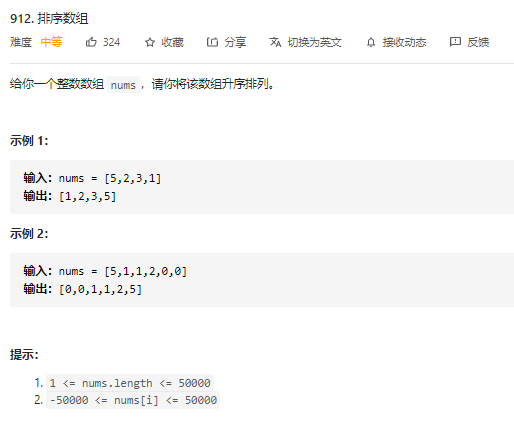 912. 排序数组
难度 中等 324 收藏 分享 切换为英文 接收动态 反馈
给你一个整数数组 nums，请你将该数组升序排列。
示例 1：
输入：nums = [5,2,3,1]
输出：[1,2,3,5]
示例 2：
输入：nums = [5,1,1,2,0,0]
输出：[0,0,1,1,2,5]
提示：
1. 1 <= nums.length <= 50000
2. -50000 <= nums[i] <= 50000